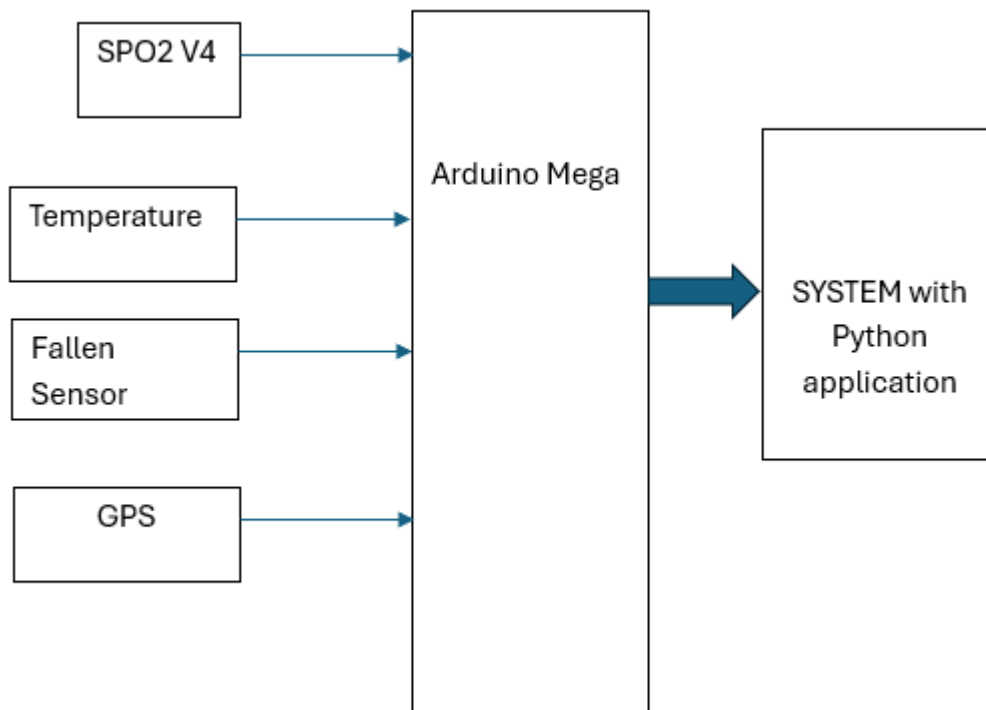 SPO2 V4
Temperature
Fallen
Sensor
GPS
Arduino Mega
SYSTEM with
Python
application